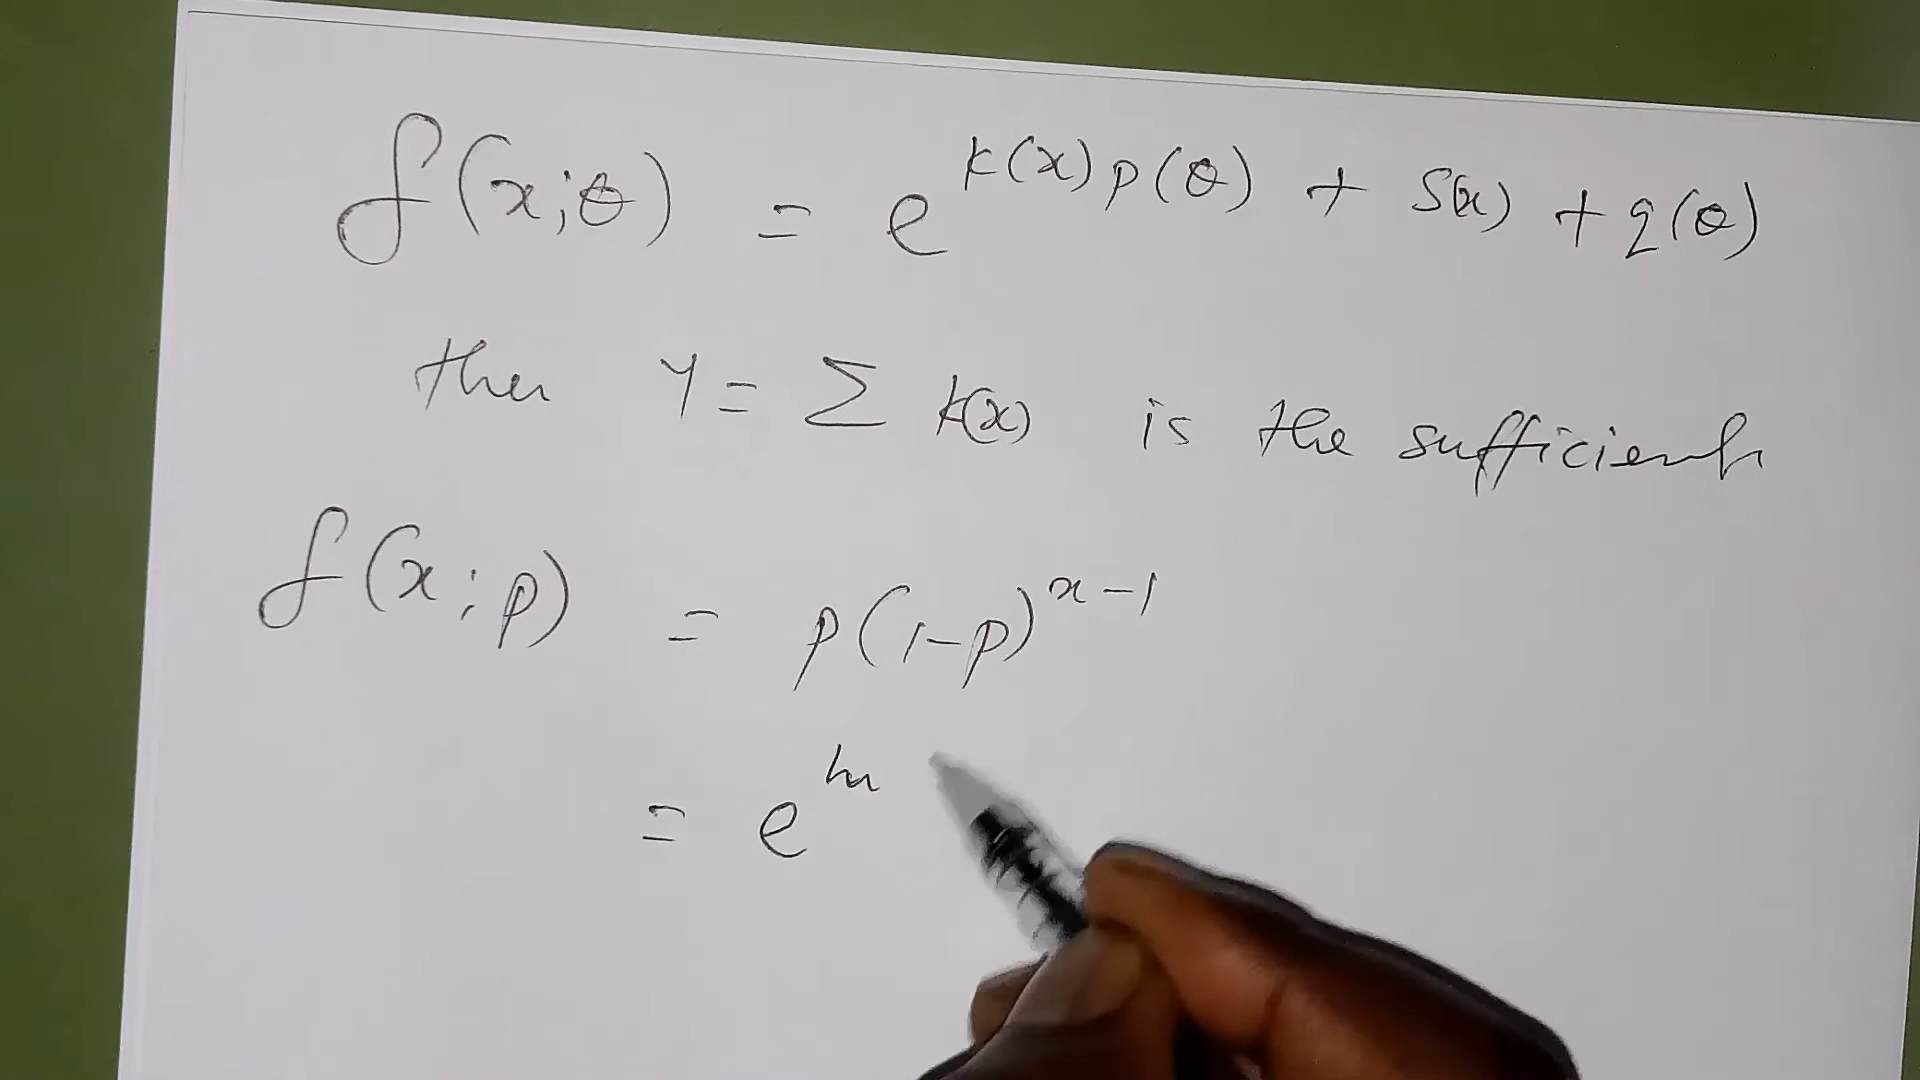 f(x;θ) = e^{K(x)p(θ) + S(x) + q(θ)}
then Y = Σ K(x) is the sufficient
f(x;p) = p(1-p)^{x-1}
= e^{ln}